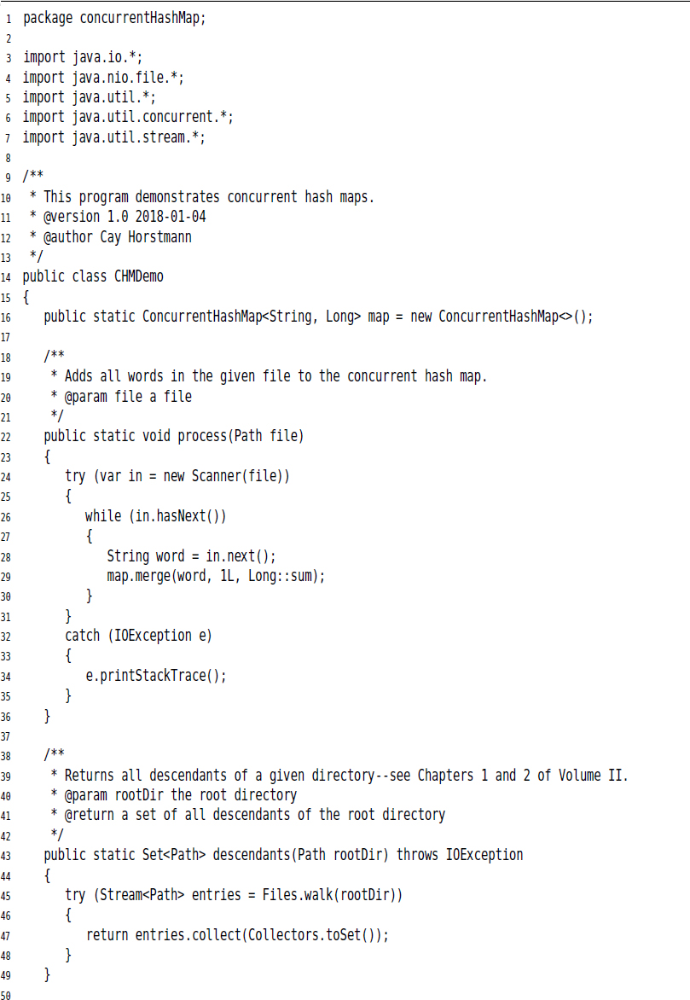 1 package concurrentHashMap;
2
3 import java.io.*;
4 import java.nio.file.*;
5 import java.util.*;
6 import java.util.concurrent.*;
7 import java.util.stream.*;
8
9 /**
10  * This program demonstrates concurrent hash maps.
11  * @version 1.0 2018-01-04
12  * @author Cay Horstmann
13  */
14 public class CHMDemo
15 {
16    public static ConcurrentHashMap<String, Long> map = new ConcurrentHashMap<>();
17
18    /**
19     * Adds all words in the given file to the concurrent hash map.
20     * @param file a file
21     */
22    public static void process(Path file)
23    {
24       try (var in = new Scanner(file))
25       {
26          while (in.hasNext())
27          {
28             String word = in.next();
29             map.merge(word, 1L, Long::sum);
30          }
31       }
32       catch (IOException e)
33       {
34          e.printStackTrace();
35       }
36    }
37
38    /**
39     * Returns all descendants of a given directory--see Chapters 1 and 2 of Volume II.
40     * @param rootDir the root directory
41     * @return a set of all descendants of the root directory
42     */
43    public static Set<Path> descendants(Path rootDir) throws IOException
44    {
45       try (Stream<Path> entries = Files.walk(rootDir))
46       {
47          return entries.collect(Collectors.toSet());
48       }
49    }
50